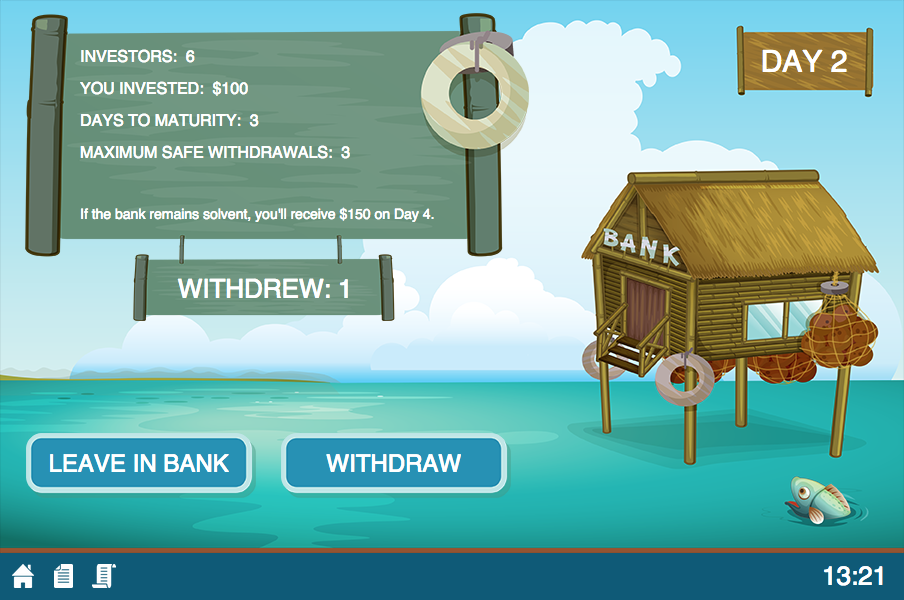 INVESTORS: 6
YOU INVESTED: $100
DAYS TO MATURITY: 3
MAXIMUM SAFE WITHDRAWALS: 3
If the bank remains solvent, you'll receive $150 on Day 4.
WITHDREW: 1
DAY 2
BANK
LEAVE IN BANK
WITHDRAW
13:21